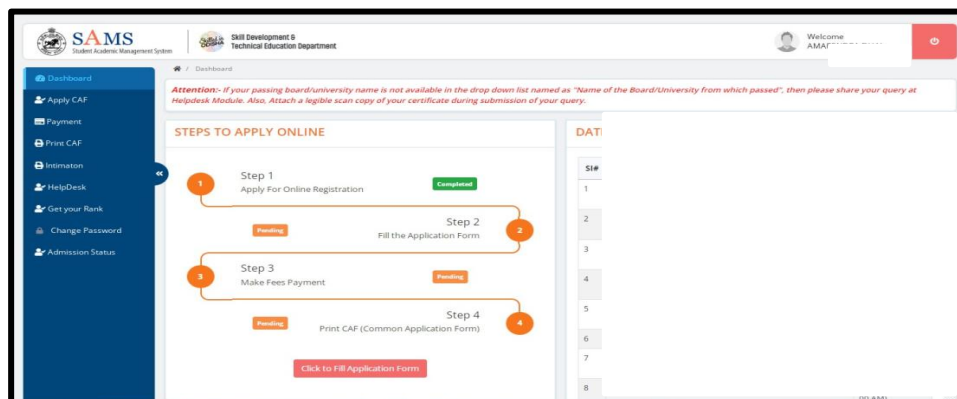 SAMS
Student Academic Management System
Skill Development &
Technical Education Department
Welcome
Dashboard
Apply CAF
Payment
Print CAF
Intimaton
HelpDesk
Get your Rank
Change Password
Admission Status
/ Dashboard
Attention:- If your passing board/university name is not available in the drop down list named as "Name of the Board/University from which passed", then please share your query at
Helpdesk Module. Also, Attach a legible scan copy of your certificate during submission of your query.
STEPS TO APPLY ONLINE
1
Step 1
Apply For Online Registration
Completed
Pending
Step 2
Fill the Application Form
2
3
Step 3
Make Fees Payment
Pending
Pending
Step 4
Print CAF (Common Application Form)
4
Click to Fill Application Form
DAT
Sl#
1
2
3
4
5
6
7
8